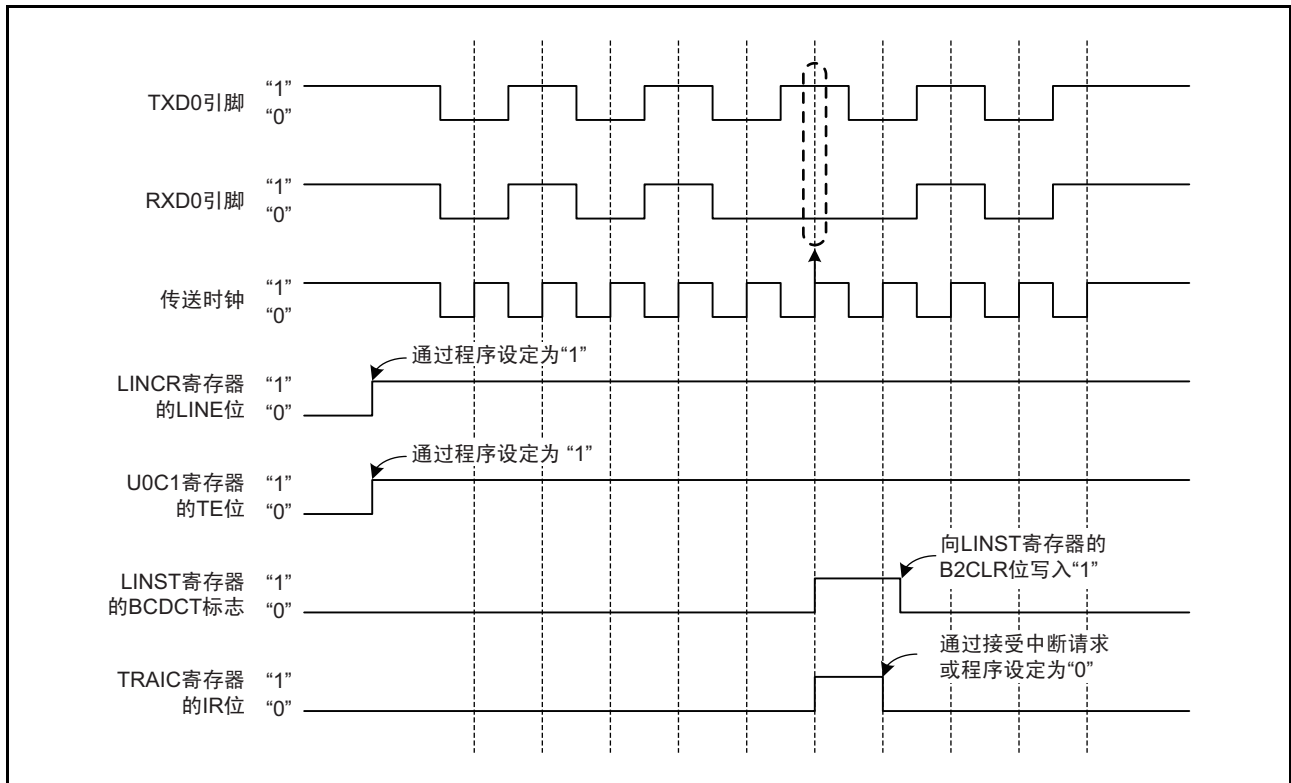 TXD0引脚
“1”
“0”
RXD0引脚
“1”
“0”
传送时钟
“1”
“0”
通过程序设定为“1”
LINCR寄存器
的LINE位
“1”
“0”
通过程序设定为 “1”
U0C1寄存器
的TE位
“1”
“0”
向LINST寄存器的
B2CLR位写入“1”
LINST寄存器
的BCDCT标志
“1”
“0”
通过接受中断请求
或程序设定为“0”
TRAIC寄存器
的IR位
“1”
“0”